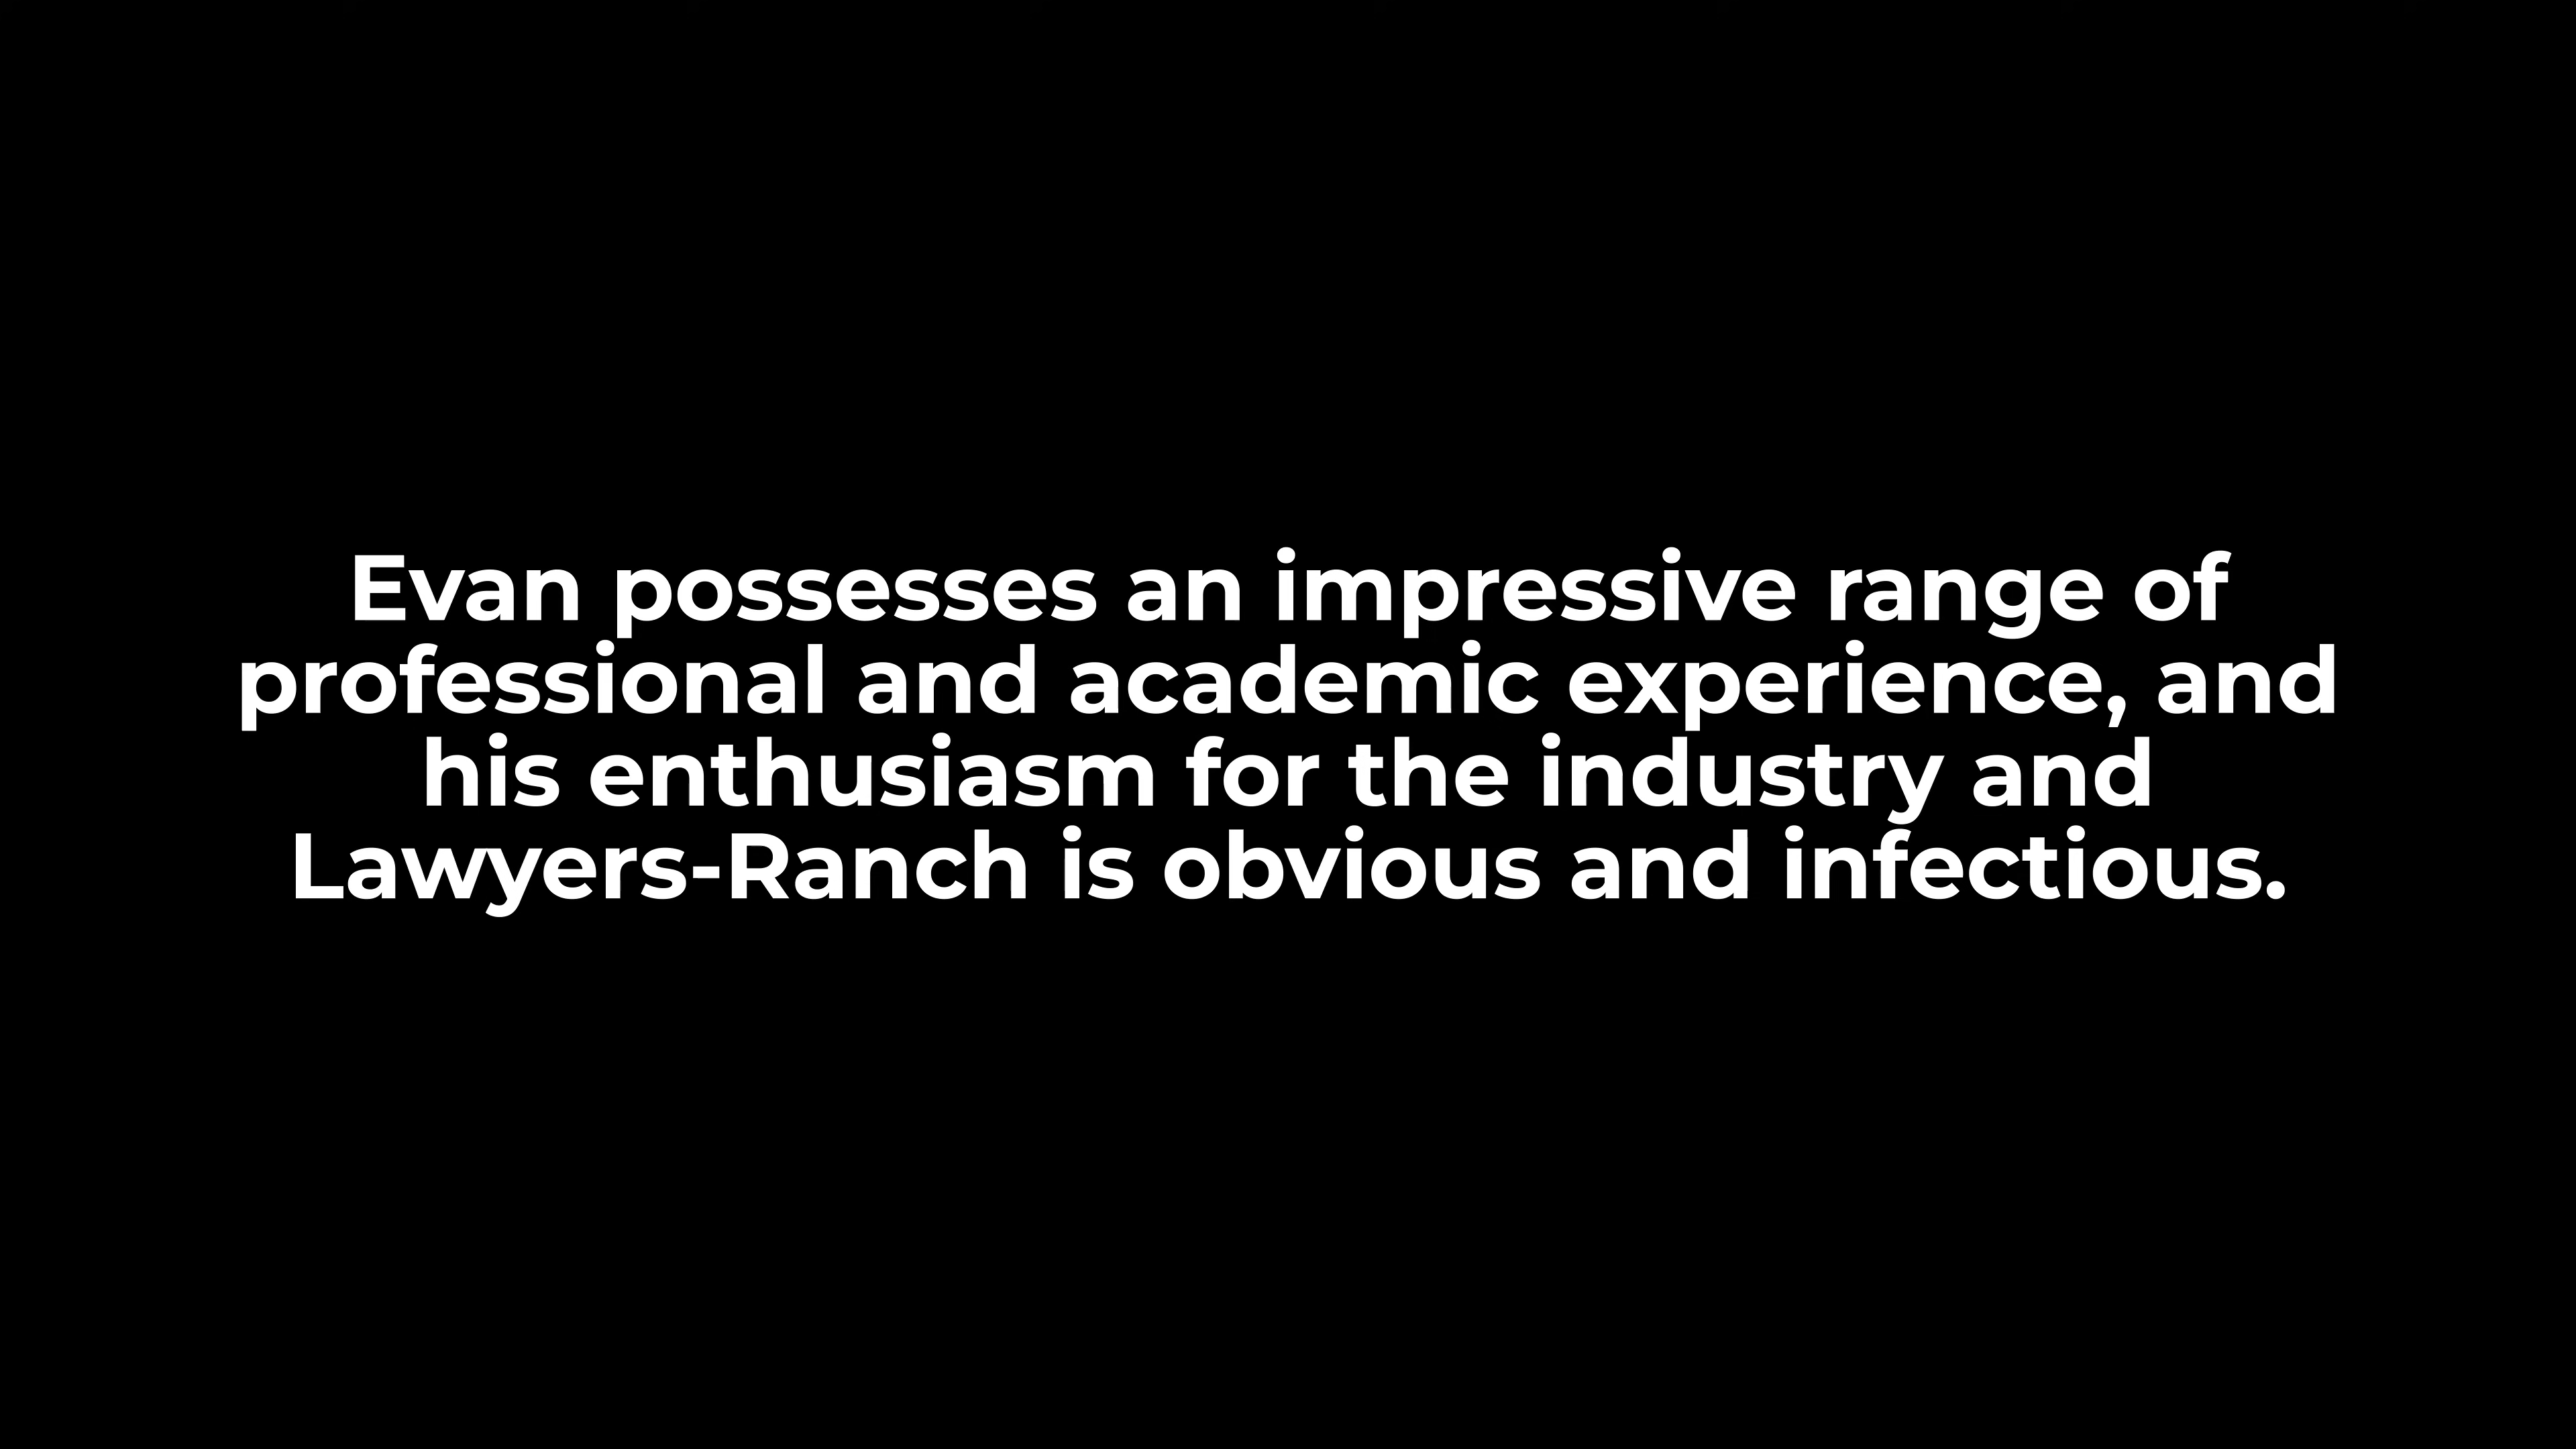 Evan possesses an impressive range of
professional and academic experience, and
his enthusiasm for the industry and
Lawyers-Ranch is obvious and infectious.